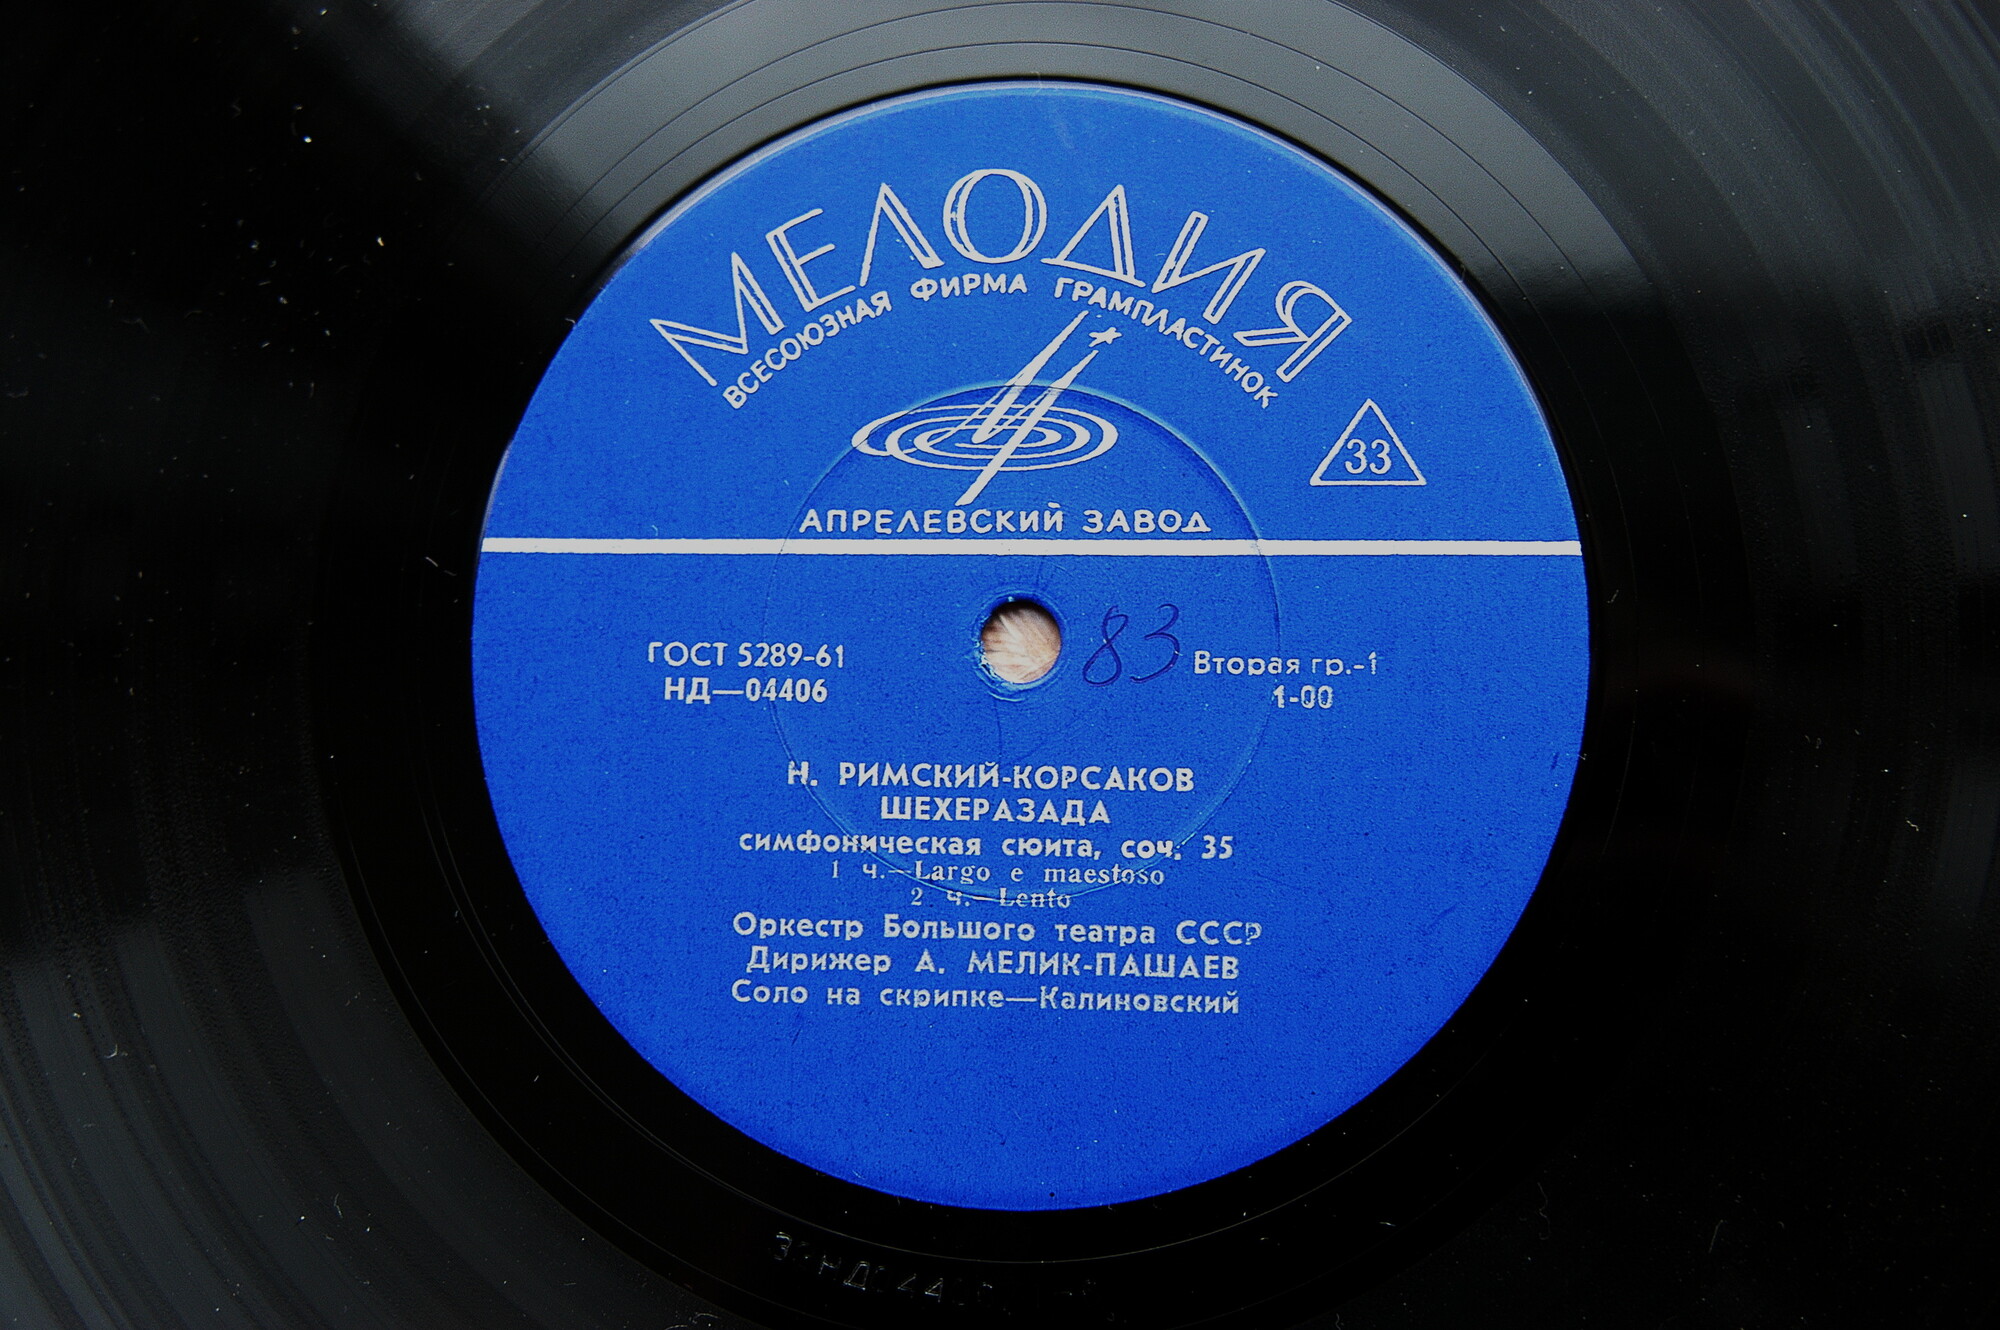 МЕЛОДИЯ
ВСЕСОЮЗНАЯ ФИРМА ГРАМПЛАСТИНОК
33
АПРЕЛЕВСКИЙ ЗАВОД
83
ГОСТ 5289-61
НД—04406
Вторая гр.-1
1-00
Н. РИМСКИЙ-КОРСАКОВ
ШЕХЕРАЗАДА
симфоническая сюита, соч. 35
1 ч.—Largo e maestoso
2 ч.—Lento
Оркестр Большого театра СССР
Дирижер А. МЕЛИК-ПАШАЕВ
Соло на скрипке—Калиновский